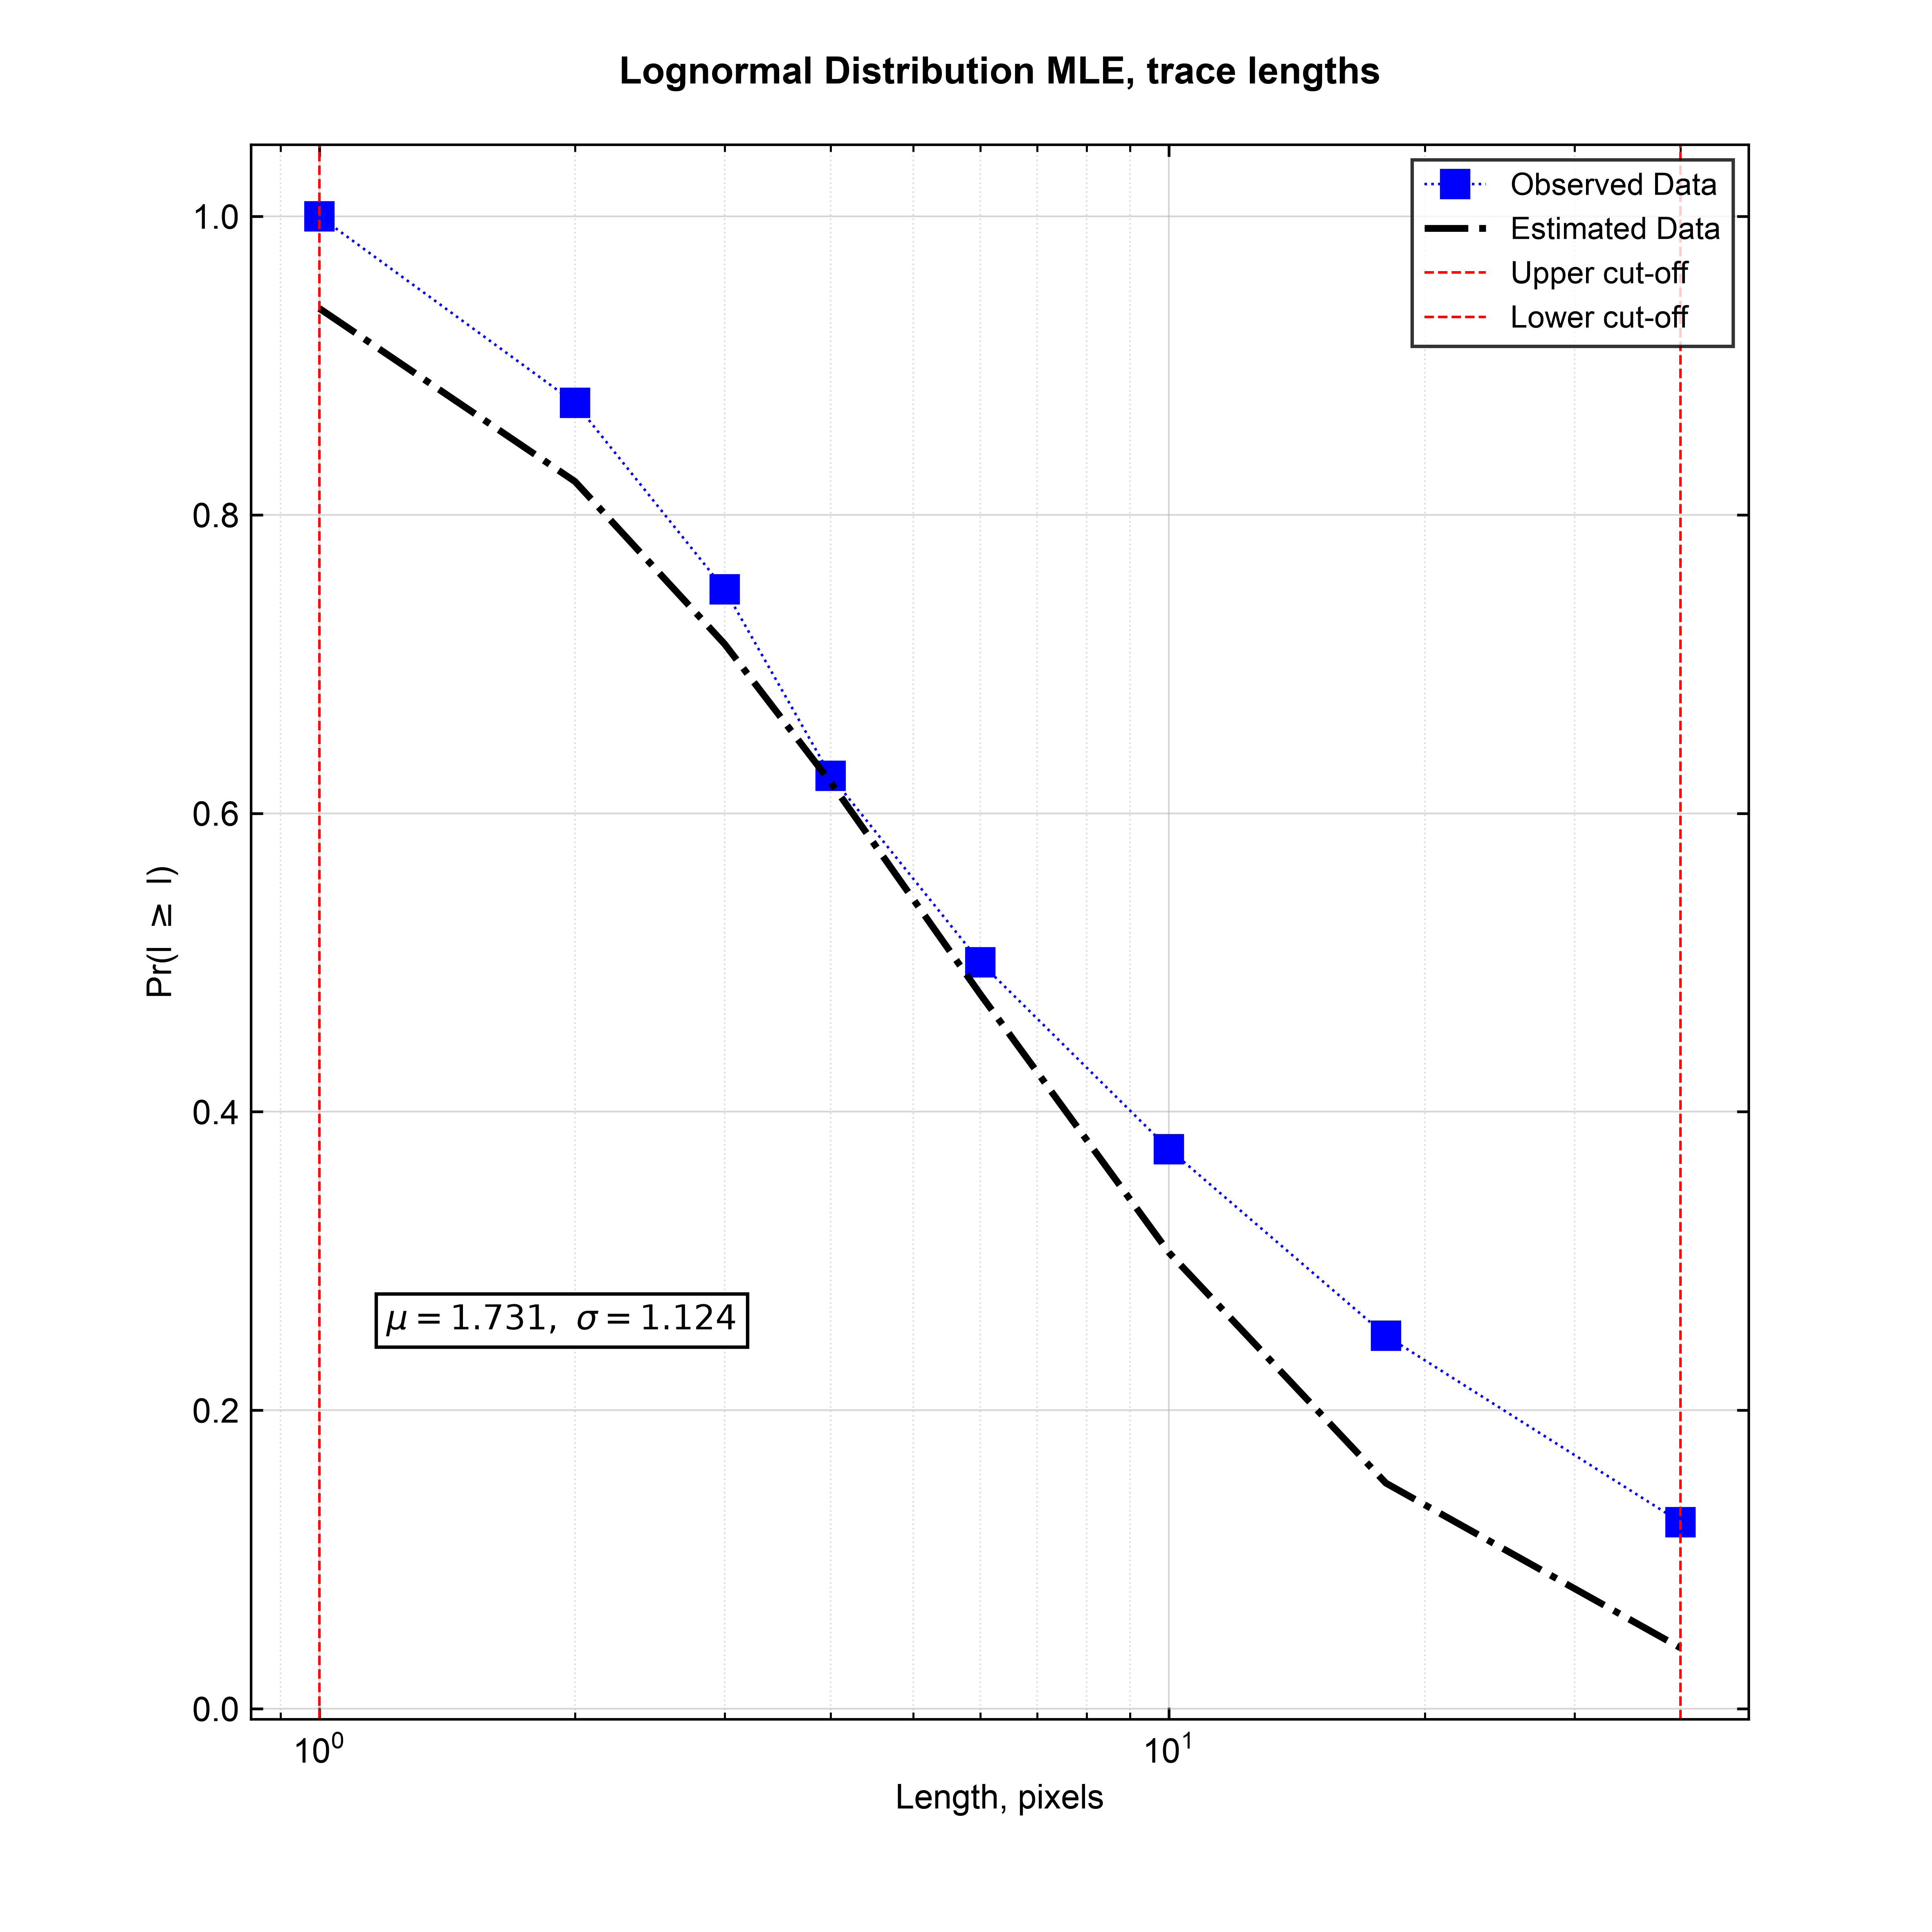 Lognormal Distribution MLE, trace lengths
Observed Data
Estimated Data
Upper cut-off
Lower cut-off
1.0
0.8
0.6
0.4
0.2
0.0
Pr(l ≥ l)
μ = 1.731, σ = 1.124
10⁰
10¹
Length, pixels